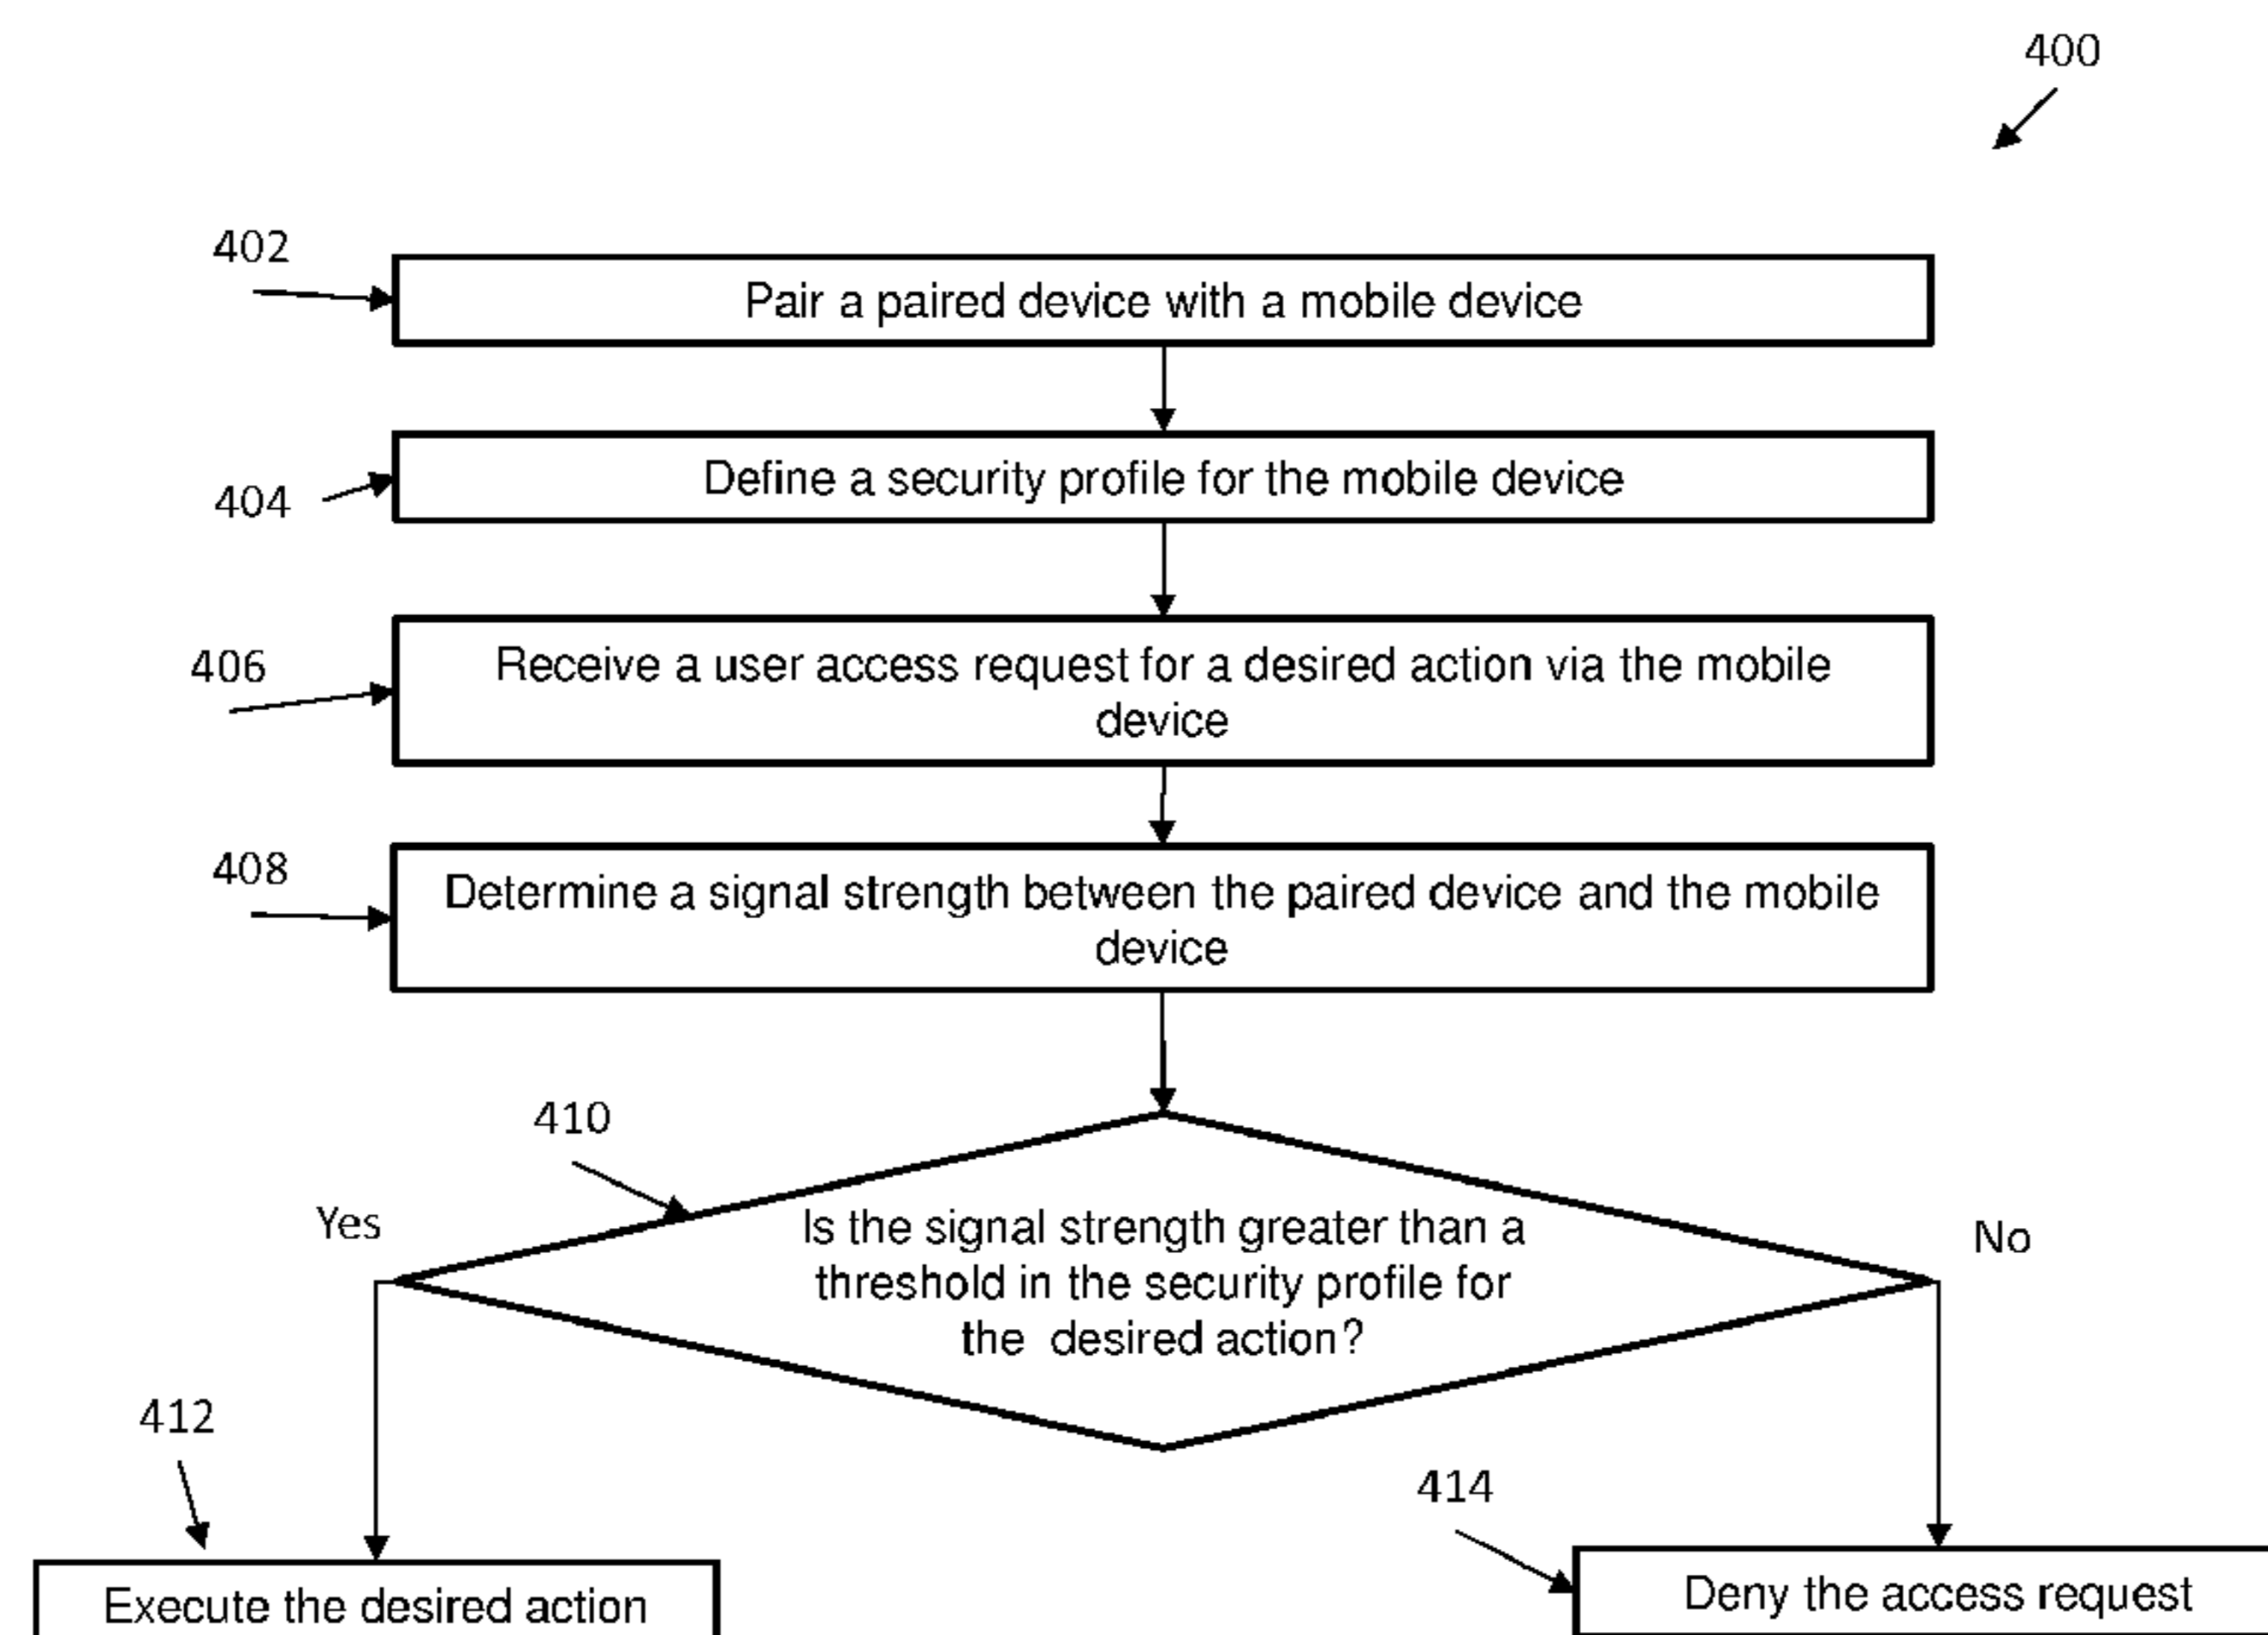 400
402
Pair a paired device with a mobile device
404
Define a security profile for the mobile device
406
Receive a user access request for a desired action via the mobile
device
408
Determine a signal strength between the paired device and the mobile
device
410
Yes
No
Is the signal strength greater than a
threshold in the security profile for
the desired action?
412
414
Execute the desired action
Deny the access request